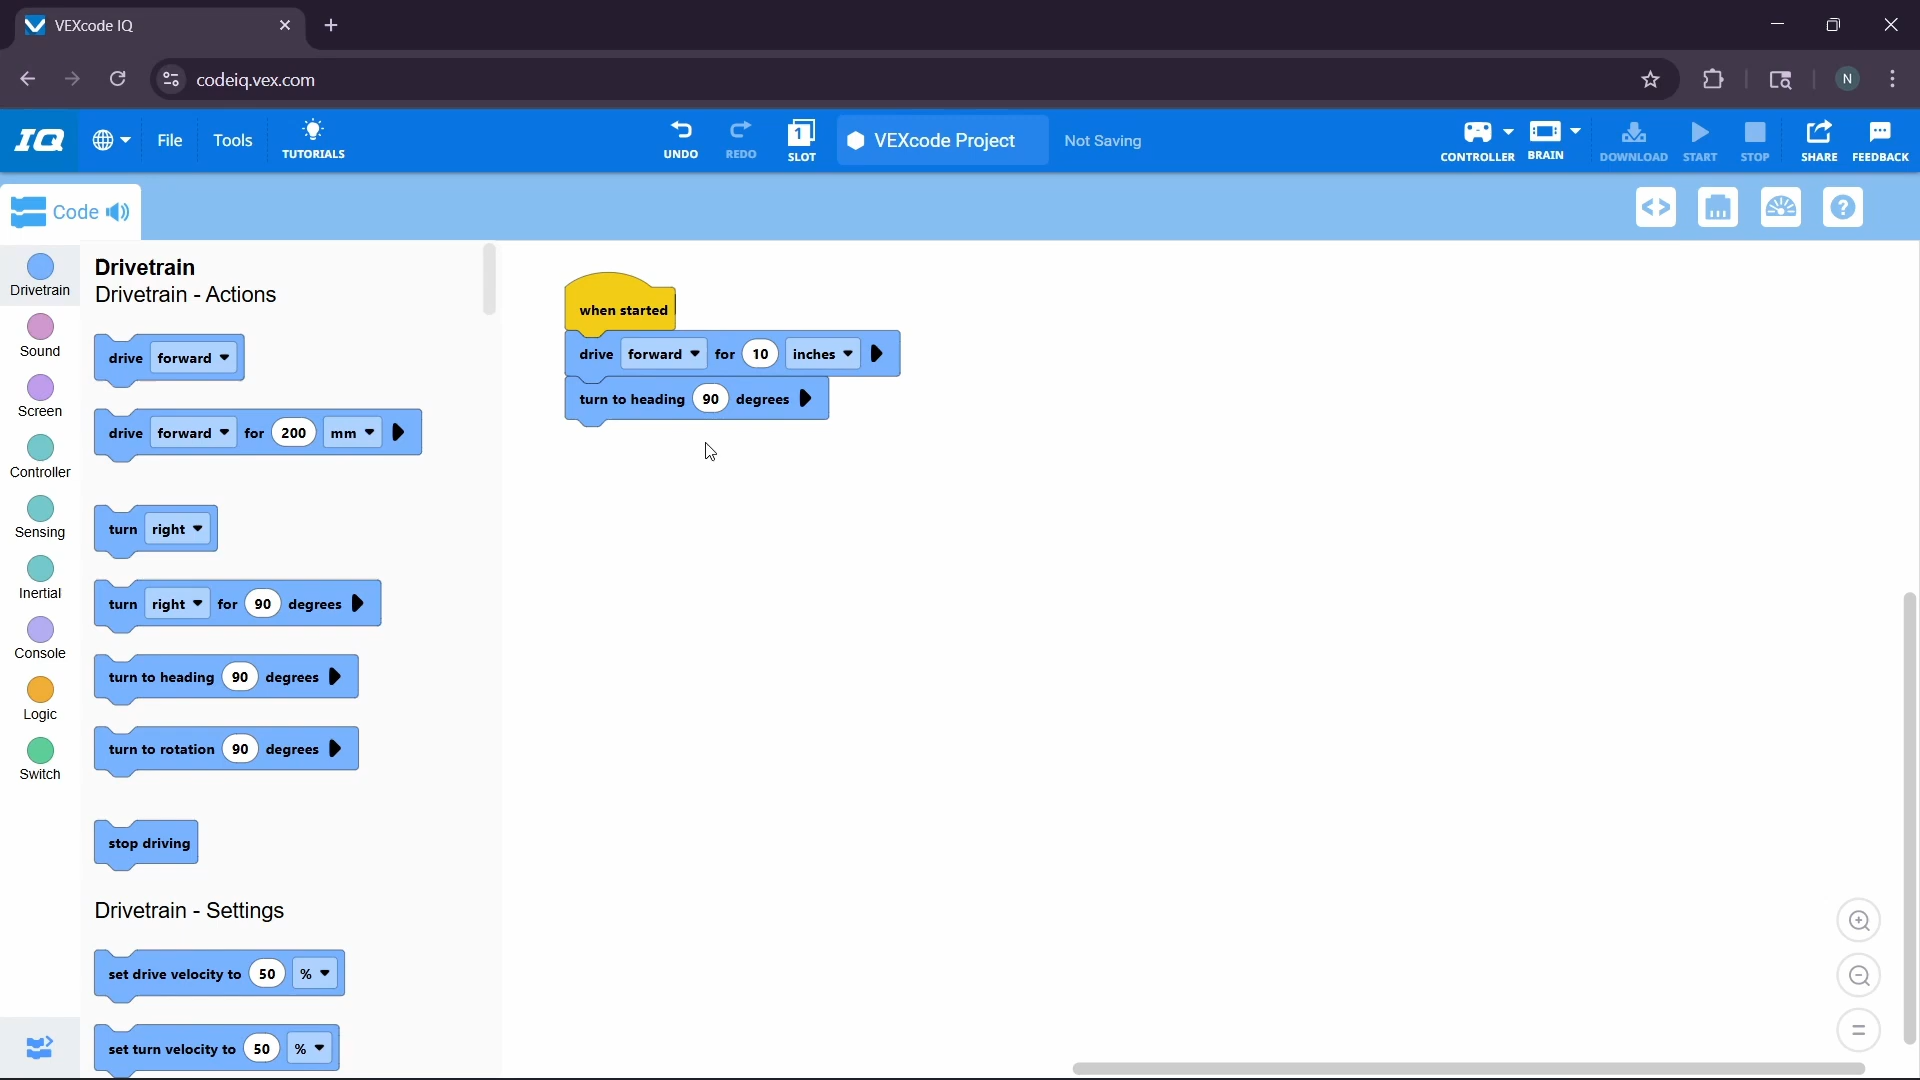 VEXcode IQ
codeiq.vex.com
N
IQ File Tools TUTORIALS UNDO REDO 1 SLOT VEXcode Project Not Saving CONTROLLER BRAIN DOWNLOAD START STOP SHARE FEEDBACK
Code
Drivetrain
Sound
Screen
Controller
Sensing
Inertial
Console
Logic
Switch
Drivetrain
Drivetrain - Actions
drive forward
drive forward for 200 mm
turn right
turn right for 90 degrees
turn to heading 90 degrees
turn to rotation 90 degrees
stop driving
Drivetrain - Settings
set drive velocity to 50 %
set turn velocity to 50 %
when started
drive forward for 10 inches
turn to heading 90 degrees